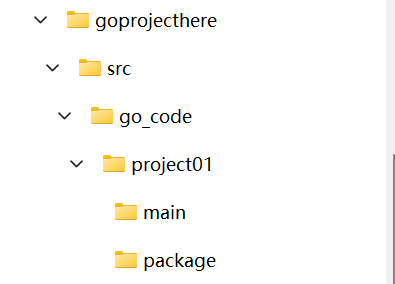 goprojecthere
src
go_code
project01
main
package